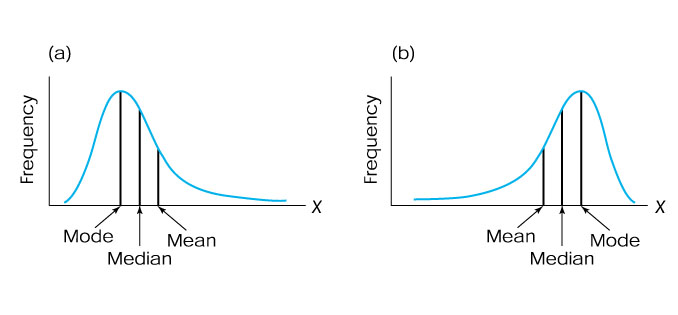 (a)
Frequency
X
Mode
Median
Mean
(b)
Frequency
X
Mean
Median
Mode